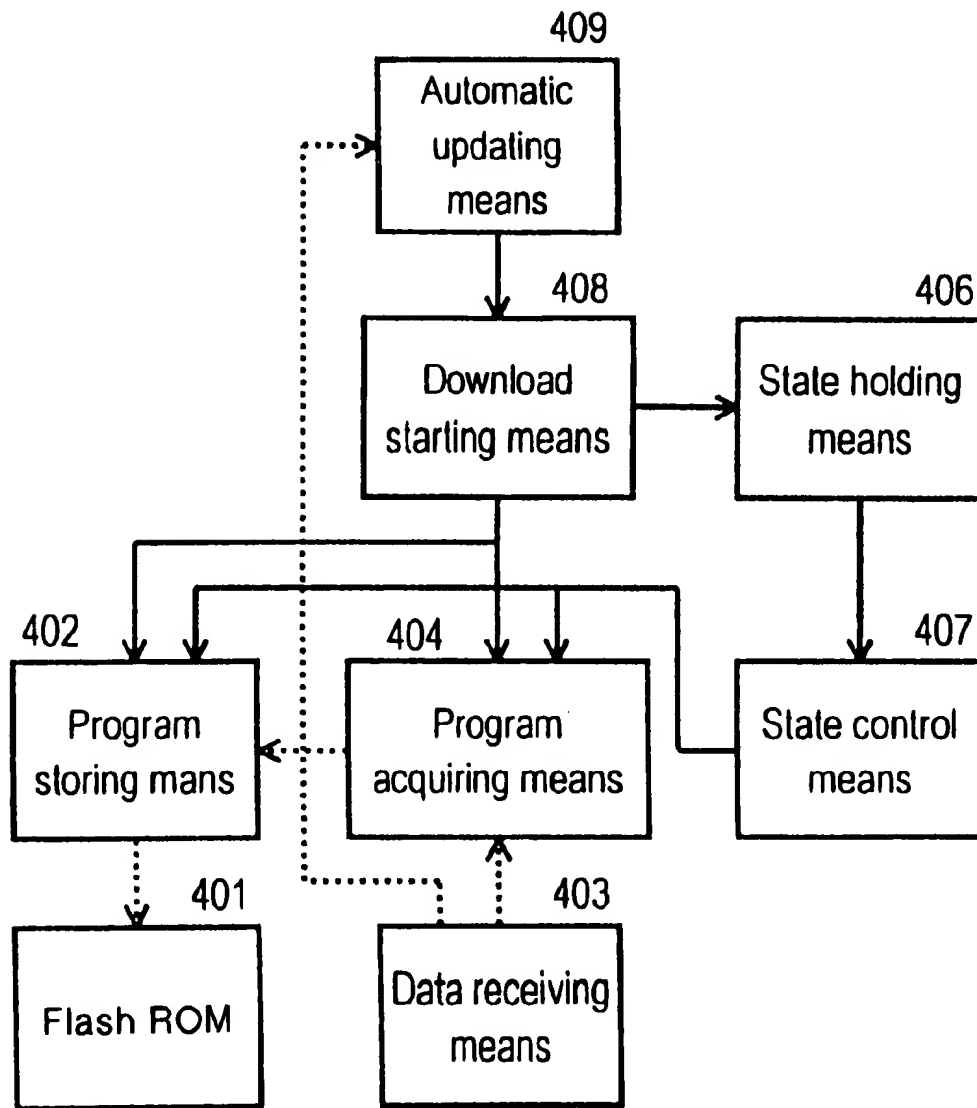 409
Automatic
updating
means
408
Download
starting means
406
State holding
means
402
Program
storing mans
404
Program
acquiring means
407
State control
means
401
Flash ROM
403
Data receiving
means